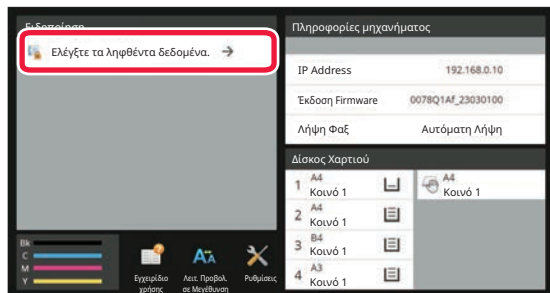 Ειδοποίηση
Ελέγξτε τα ληφθέντα δεδομένα. →
Bk
C
M
Y
Εγχειρίδιο
χρήσης
Λειτ. Προβολ.
σε Μεγέθυνση
Ρυθμίσεις
Πληροφορίες μηχανήματος
IP Address 192.168.0.10
Έκδοση Firmware 0078Q1Af_23030100
Λήψη Φαξ Αυτόματη Λήψη
Δίσκος Χαρτιού
1 A4
Κοινό 1
2 A4
Κοινό 1
3 B4
Κοινό 1
4 A3
Κοινό 1
A4
Κοινό 1